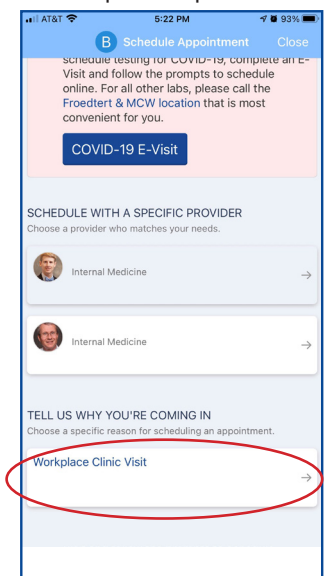 AT&T 5:22 PM 93%
B Schedule Appointment Close
schedule testing for COVID-19, complete an E-
Visit and follow the prompts to schedule
online. For all other labs, please call the
Froedtert & MCW location that is most
convenient for you.
COVID-19 E-Visit
SCHEDULE WITH A SPECIFIC PROVIDER
Choose a provider who matches your needs.
Internal Medicine
Internal Medicine
TELL US WHY YOU'RE COMING IN
Choose a specific reason for scheduling an appointment.
Workplace Clinic Visit